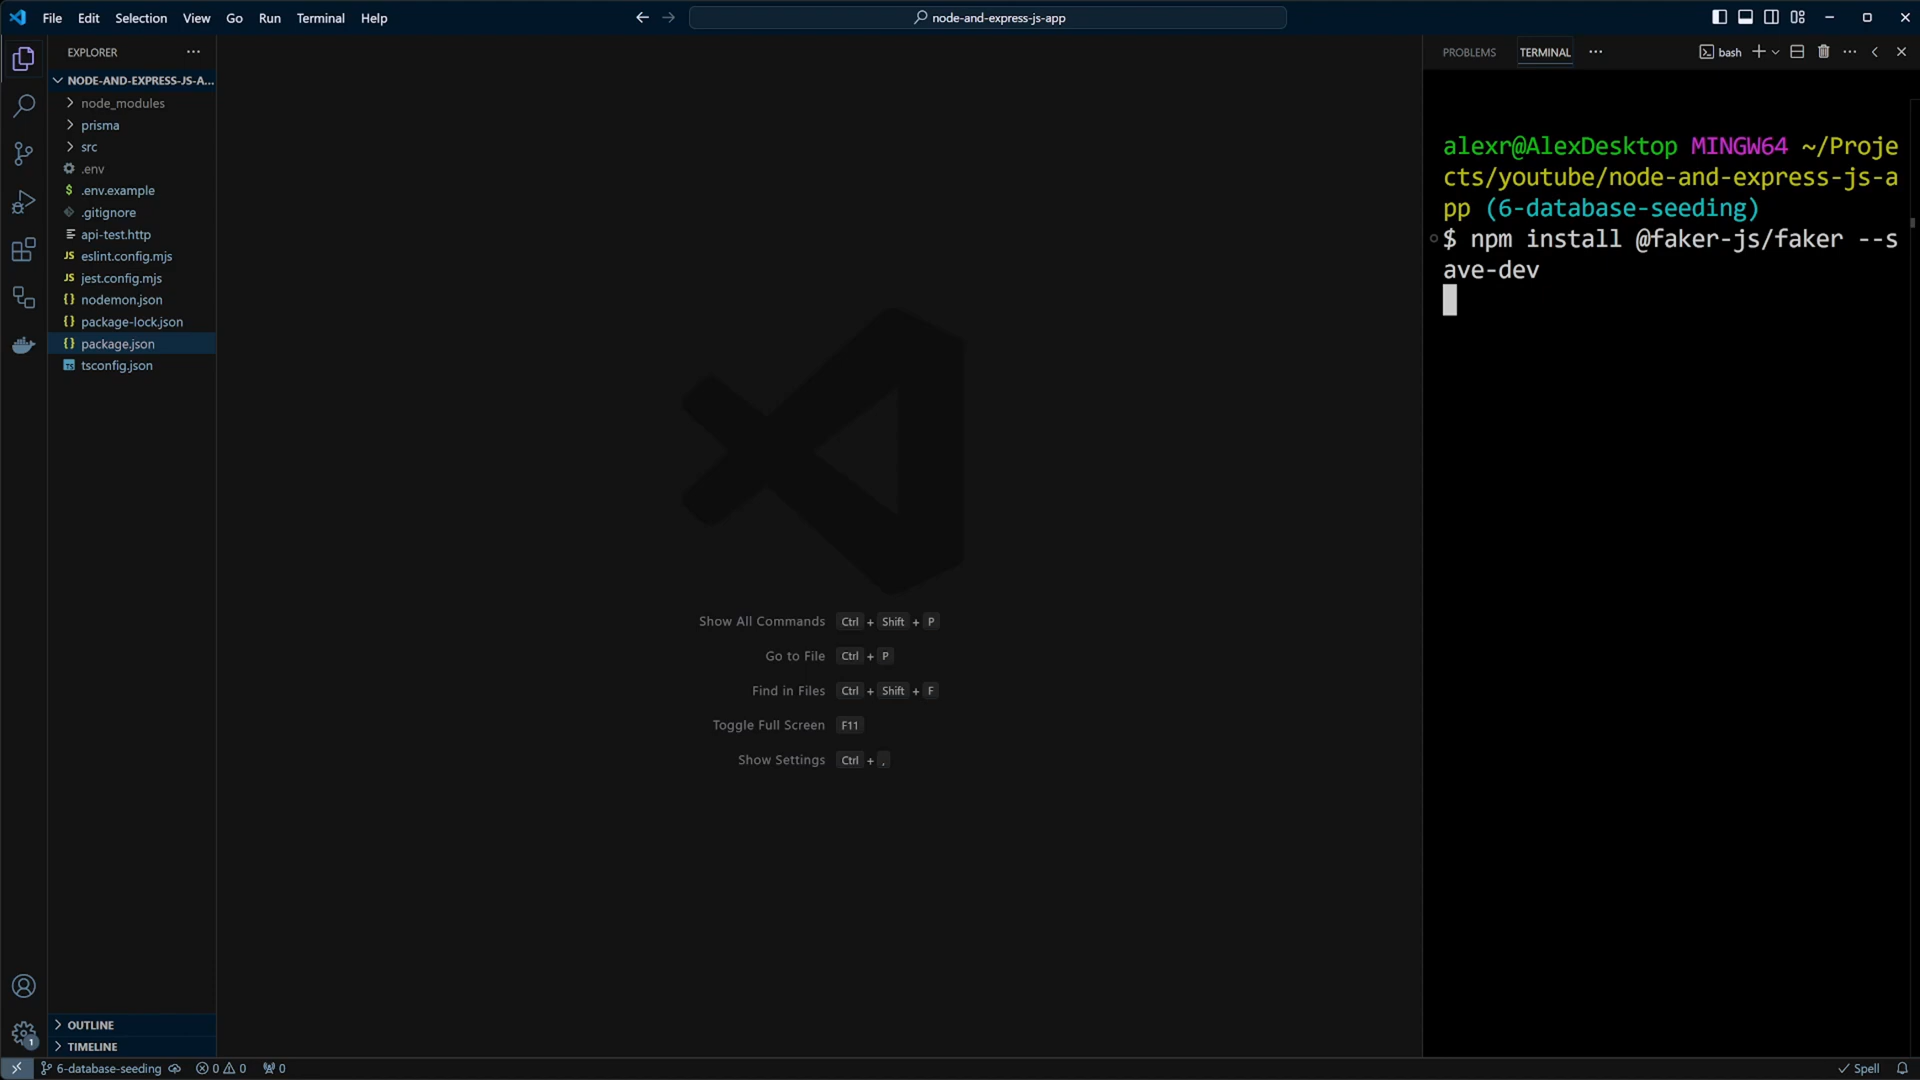 File Edit Selection View Go Run Terminal Help
node-and-express-js-app
EXPLORER
NODE-AND-EXPRESS-JS-A...
node_modules
prisma
src
.env
$ .env.example
.gitignore
api-test.http
JS eslint.config.mjs
JS jest.config.mjs
{} nodemon.json
{} package-lock.json
{} package.json
TS tsconfig.json
OUTLINE
TIMELINE
Show All Commands Ctrl + Shift + P
Go to File Ctrl + P
Find in Files Ctrl + Shift + F
Toggle Full Screen F11
Show Settings Ctrl + ,
PROBLEMS TERMINAL ... bash
alexr@AlexDesktop MINGW64 ~/Proje
cts/youtube/node-and-express-js-a
pp (6-database-seeding)
$ npm install @faker-js/faker --s
ave-dev
1
6-database-seeding 0 0 0
Spell